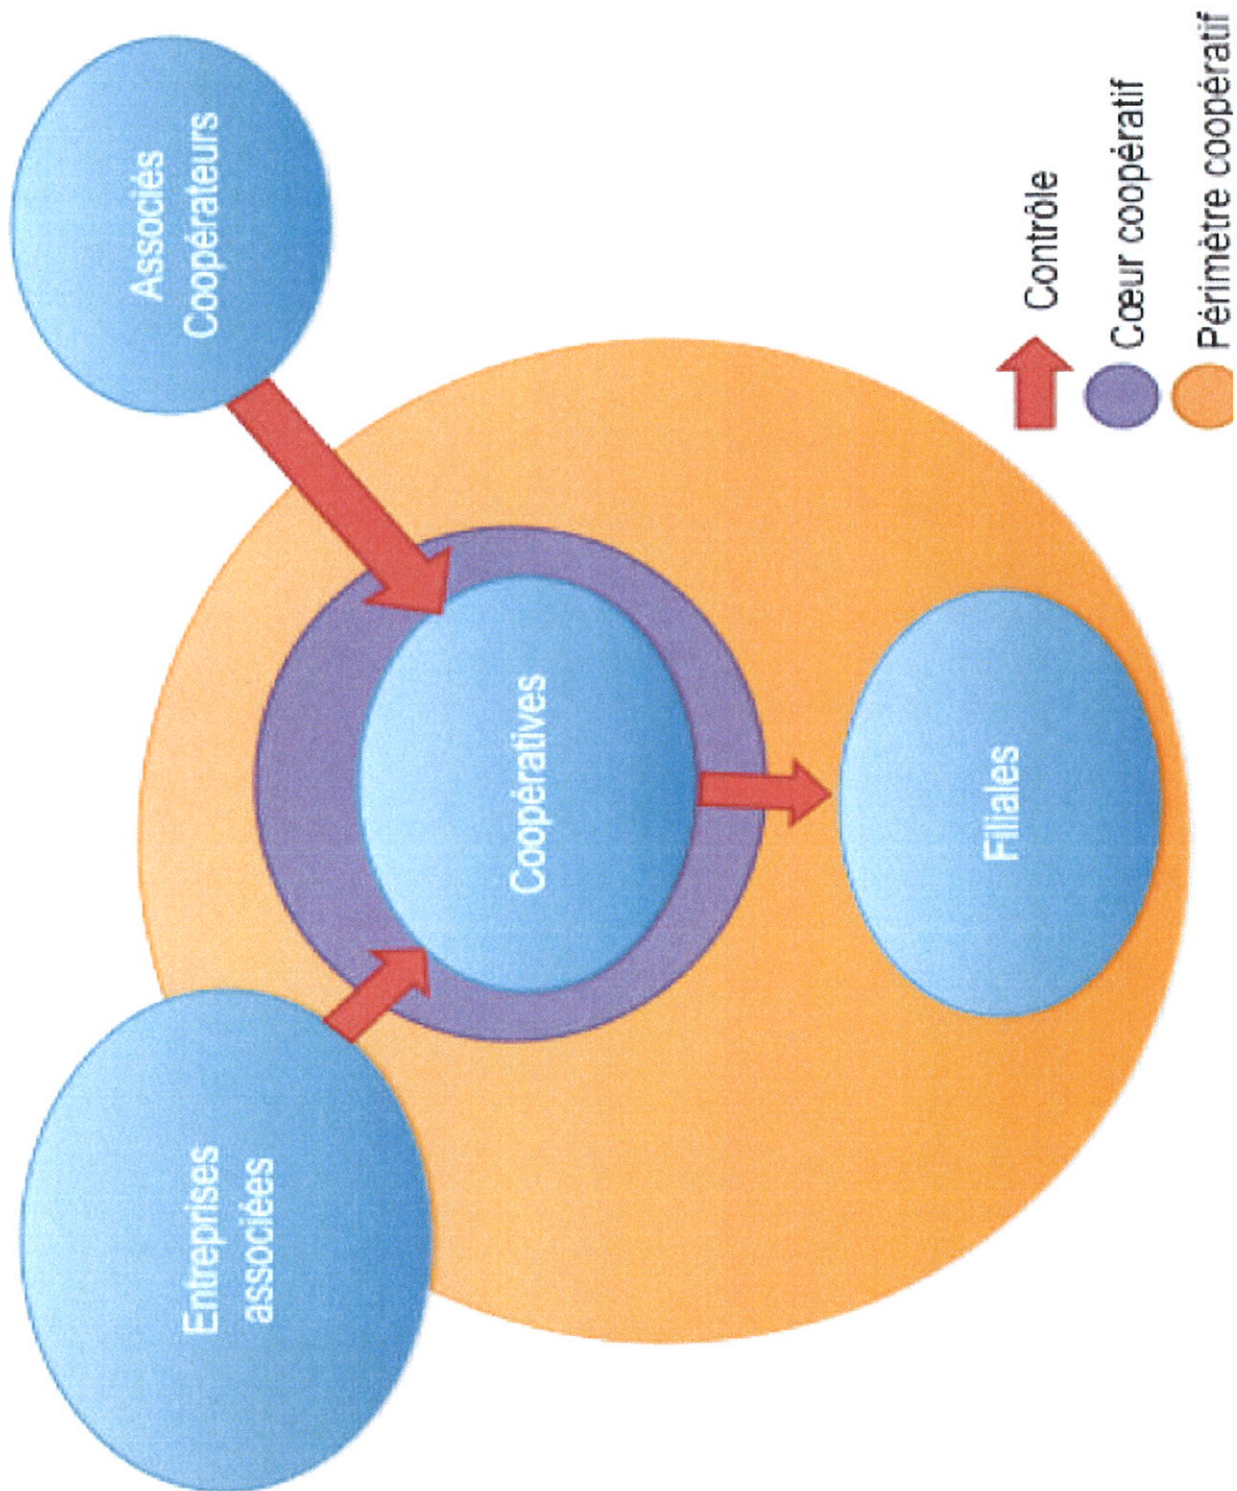 Entreprises
associées
Coopératives
Filiales
Associés
Coopérateurs
Contrôle
Cœur coopératif
Périmètre coopératif